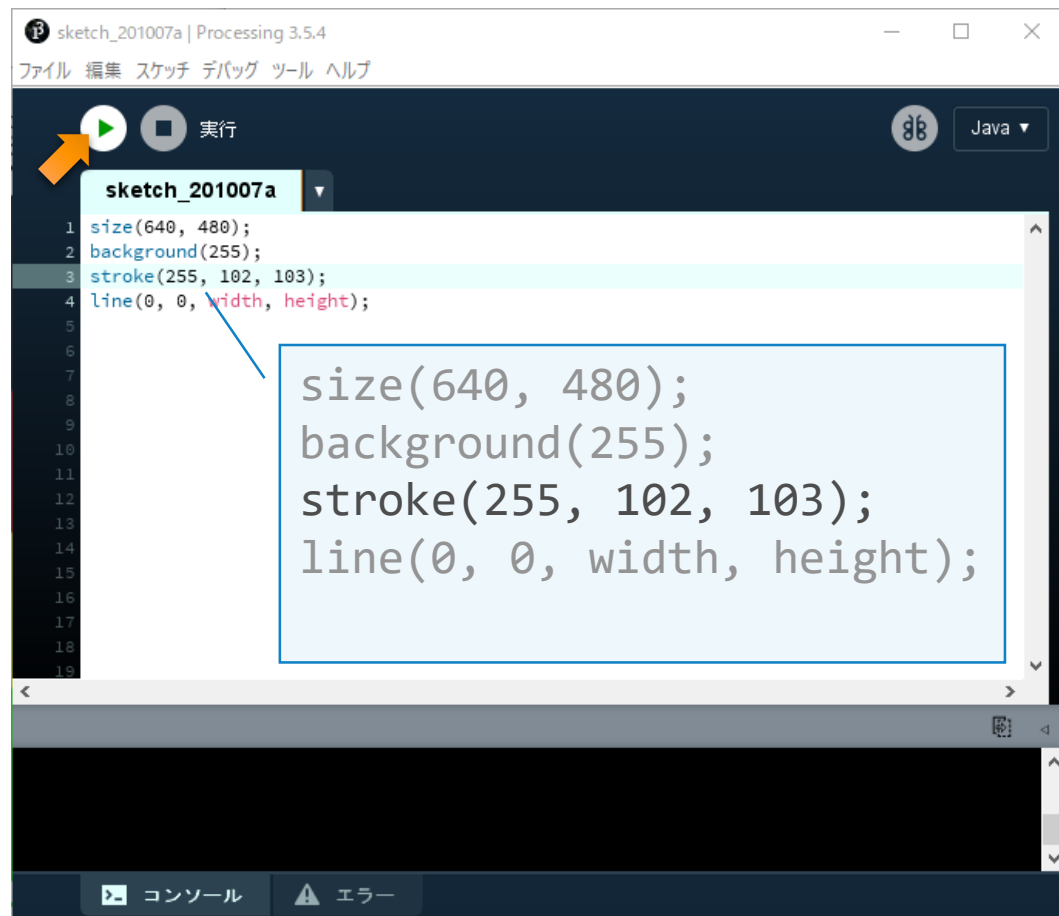 sketch_201007a | Processing 3.5.4
ファイル 編集 スケッチ デバッグ ツール ヘルプ
実行
Java ▼
sketch_201007a ▼
1 size(640, 480);
2 background(255);
3 stroke(255, 102, 103);
4 line(0, 0, width, height);
5
6
7
8
9
10
11
12
13
14
15
16
17
18
19
size(640, 480);
background(255);
stroke(255, 102, 103);
line(0, 0, width, height);
コンソール エラー